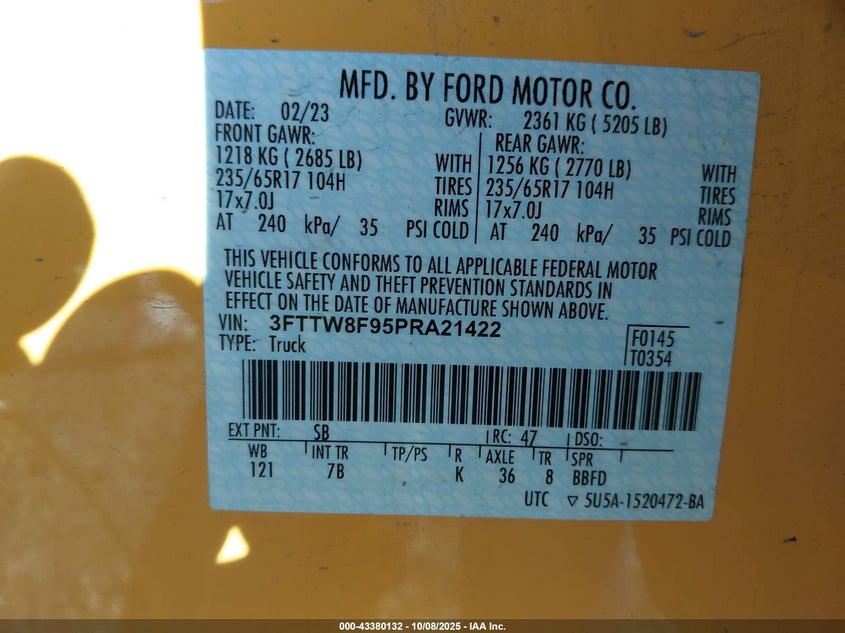 MFD. BY FORD MOTOR CO.
DATE: 02/23 GVWR: 2361 KG ( 5205 LB)
FRONT GAWR: REAR GAWR:
1218 KG ( 2685 LB) WITH 1256 KG ( 2770 LB) WITH
235/65R17 104H TIRES 235/65R17 104H TIRES
17x7.0J RIMS 17x7.0J RIMS
AT 240 kPa/ 35 PSI COLD AT 240 kPa/ 35 PSI COLD
THIS VEHICLE CONFORMS TO ALL APPLICABLE FEDERAL MOTOR
VEHICLE SAFETY AND THEFT PREVENTION STANDARDS IN
EFFECT ON THE DATE OF MANUFACTURE SHOWN ABOVE.
VIN: 3FTTW8F95PRA21422 F0145
TYPE: Truck T0354
EXT PNT: SB RC: 47 DSO:
WB INT TR TP/PS R AXLE TR SPR
121 7B K 36 8 BBFD
UTC ▽ 5U5A-1520472-BA
000-43380132 - 10/08/2025 - IAA Inc.